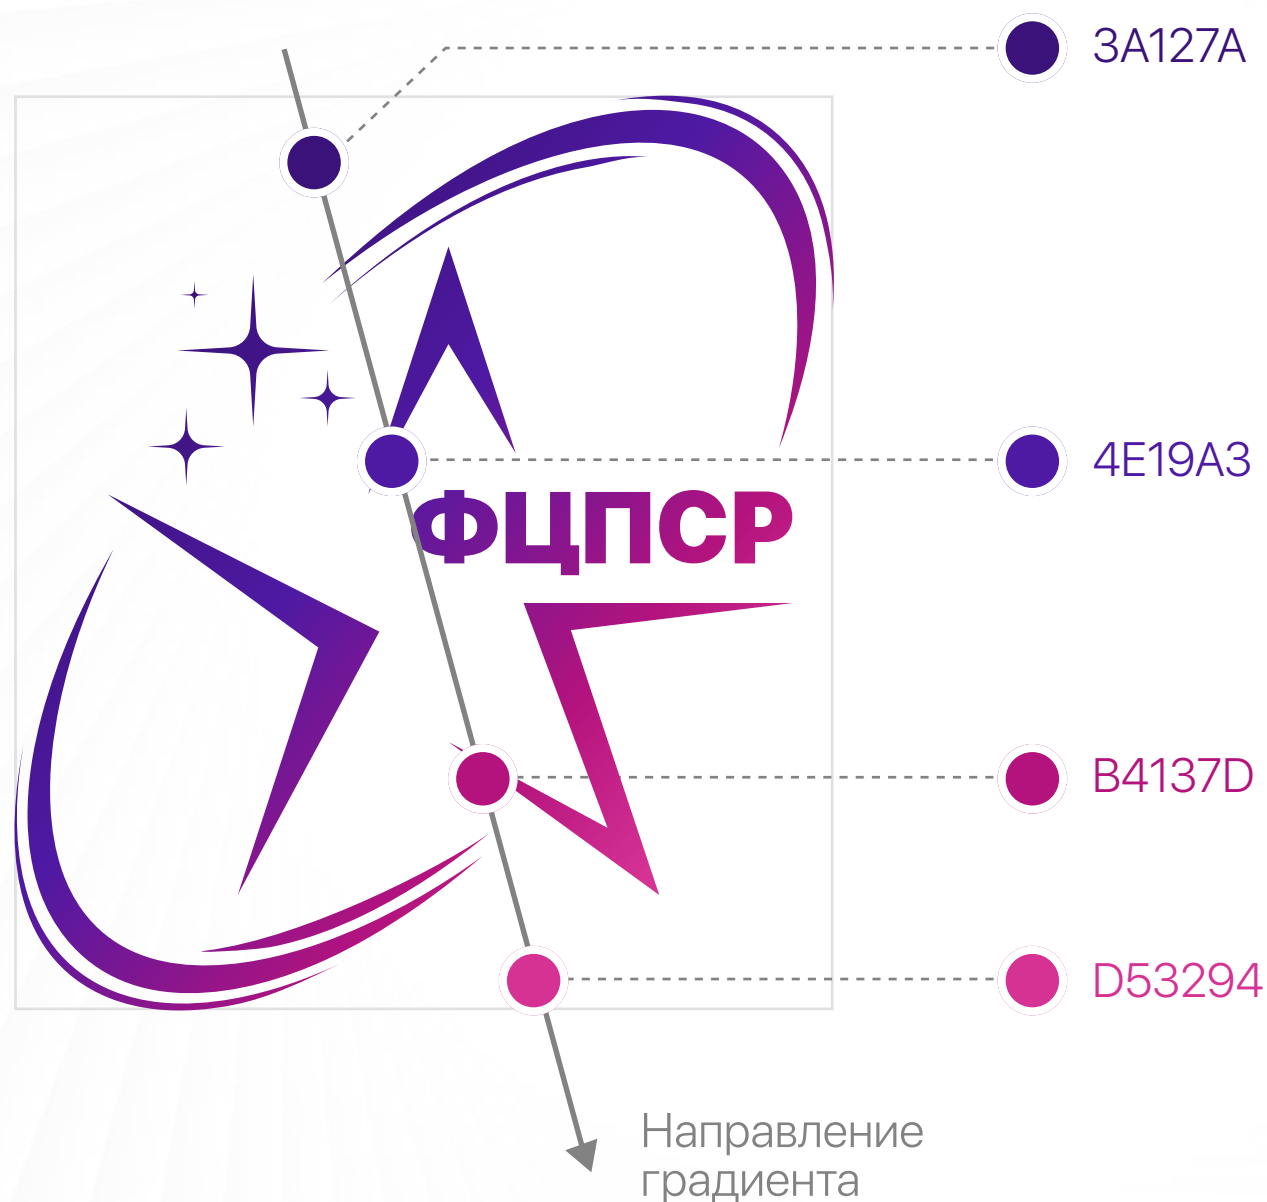 3A127A
4E19A3
ФЦПСР
B4137D
D53294
Направление
градиента